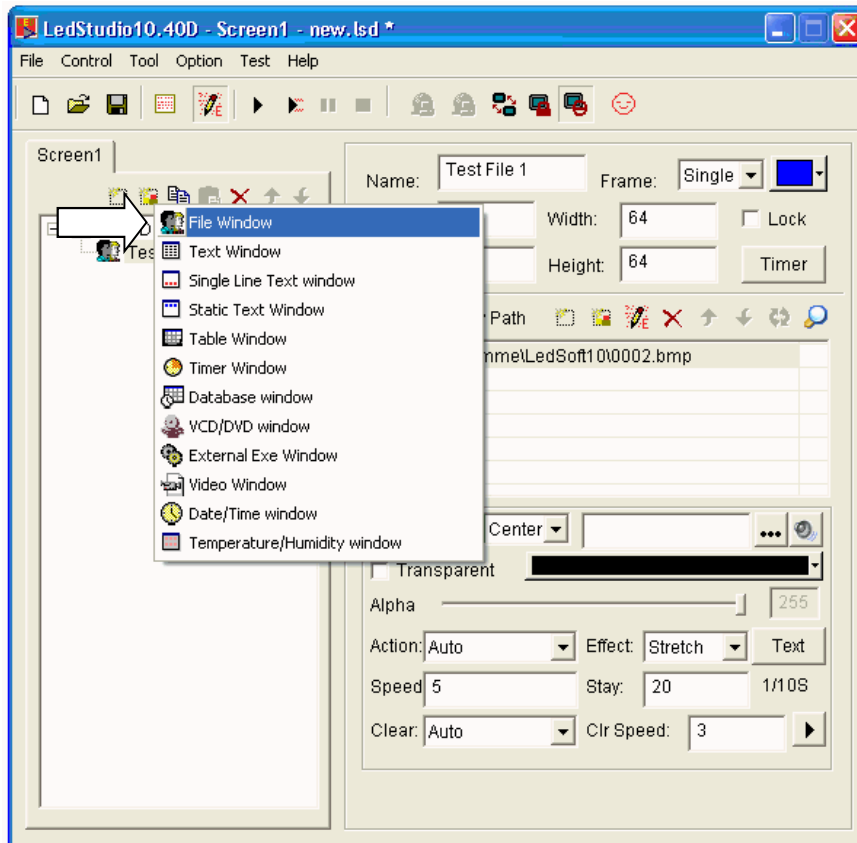 LedStudio10.40D - Screen1 - new.lsd *
File Control Tool Option Test Help
Screen1
Name: Test File 1 Frame: Single
File Window
Width: 64 Lock
Text Window
Height: 64 Timer
Single Line Text window
Static Text Window
Path
Table Window
\LedSoft10\0002.bmp
Timer Window
Database window
VCD/DVD window
External Exe Window
Video Window
Date/Time window
Center
Temperature/Humidity window
Transparent
Alpha 255
Action: Auto Effect: Stretch Text
Speed 5 Stay: 20 1/10S
Clear: Auto Clr Speed: 3